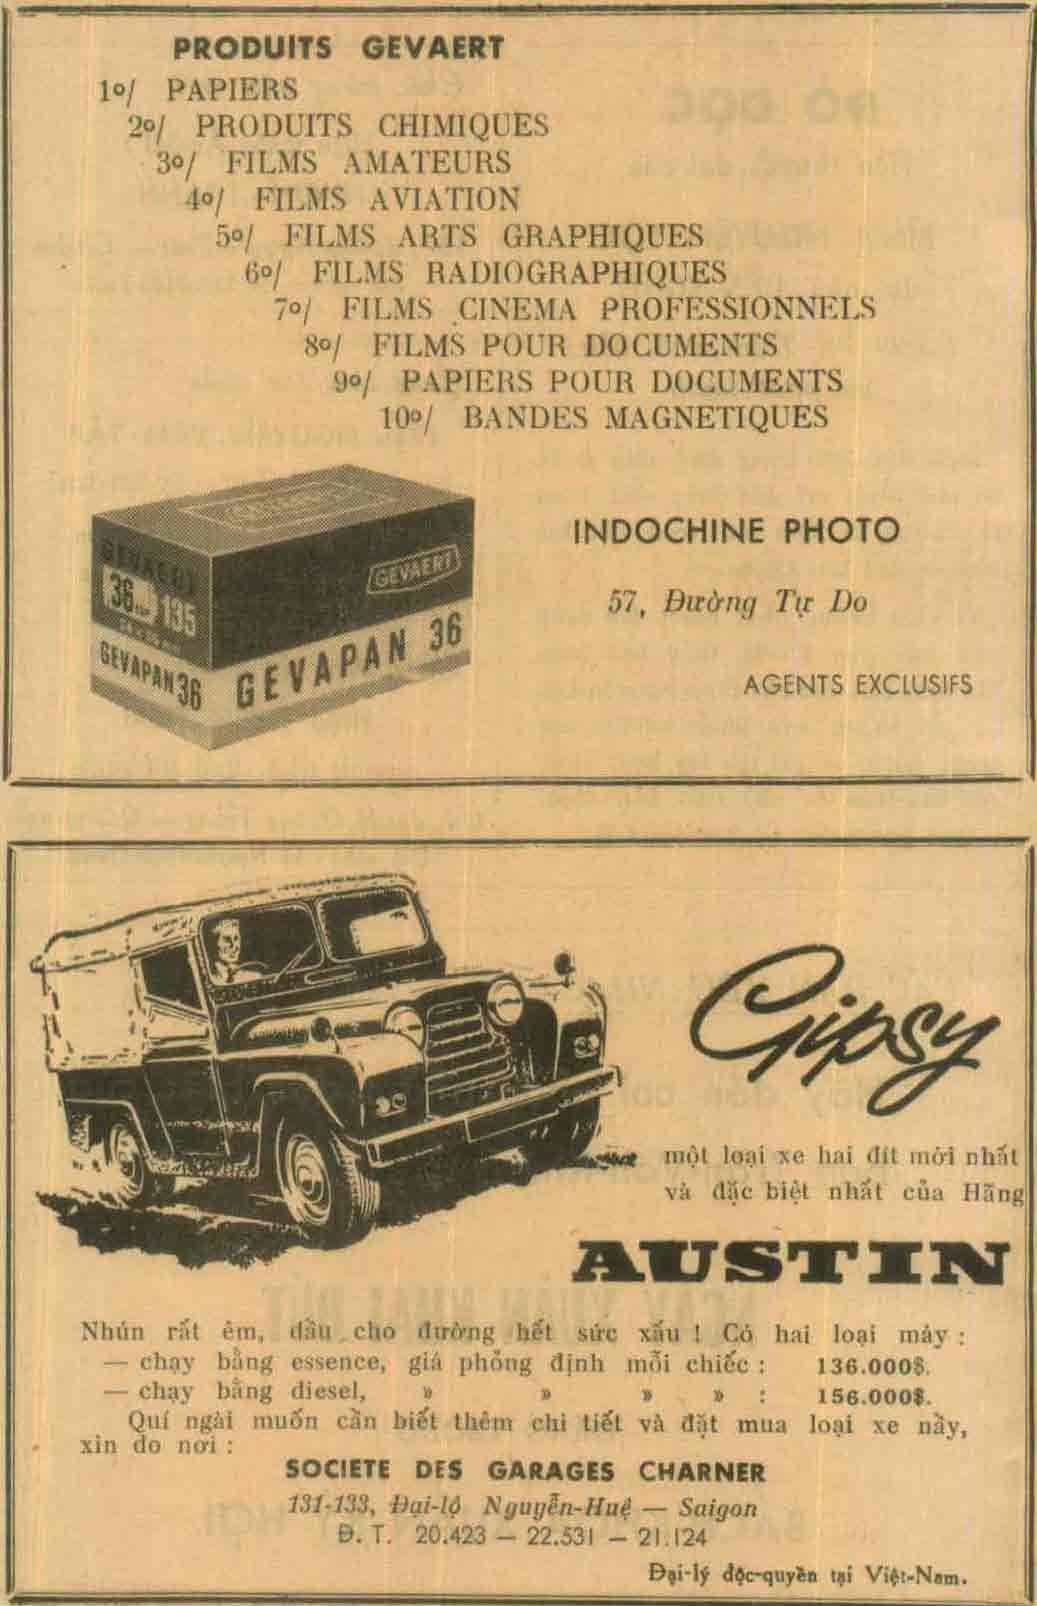 PRODUITS GEVAERT
1º/ PAPIERS
2º/ PRODUITS CHIMIQUES
3º/ FILMS AMATEURS
4º/ FILMS AVIATION
5º/ FILMS ARTS GRAPHIQUES
6º/ FILMS RADIOGRAPHIQUES
7º/ FILMS CINEMA PROFESSIONNELS
8º/ FILMS POUR DOCUMENTS
9º/ PAPIERS POUR DOCUMENTS
10º/ BANDES MAGNETIQUES
GEVAERT
GEVAERT
36 135
GEVAPAN 36
GEVAPAN 36
INDOCHINE PHOTO
57, Đường Tự Do
AGENTS EXCLUSIFS
Gipsy
một loại xe hai đít mới nhất
và đặc biệt nhất của Hãng
AUSTIN
Nhún rất êm, dầu cho đường hết sức xấu ! Có hai loại máy :
— chạy bằng essence, giá phỏng định mỗi chiếc : 136.000$.
— chạy bằng diesel, » » » » : 156.000$.
Quí ngài muốn cần biết thêm chi tiết và đặt mua loại xe nầy,
xin do nơi :
SOCIETE DES GARAGES CHARNER
131-133, Đại-lộ Nguyễn-Huệ — Saigon
Đ. T. 20.423 — 22.531 — 21.124
Đại-lý độc-quyền tại Việt-Nam.